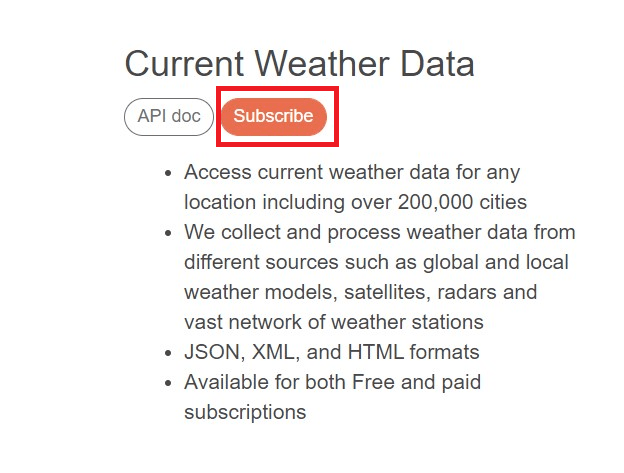 Current Weather Data
API doc Subscribe
• Access current weather data for any
location including over 200,000 cities
• We collect and process weather data from
different sources such as global and local
weather models, satellites, radars and
vast network of weather stations
• JSON, XML, and HTML formats
• Available for both Free and paid
subscriptions